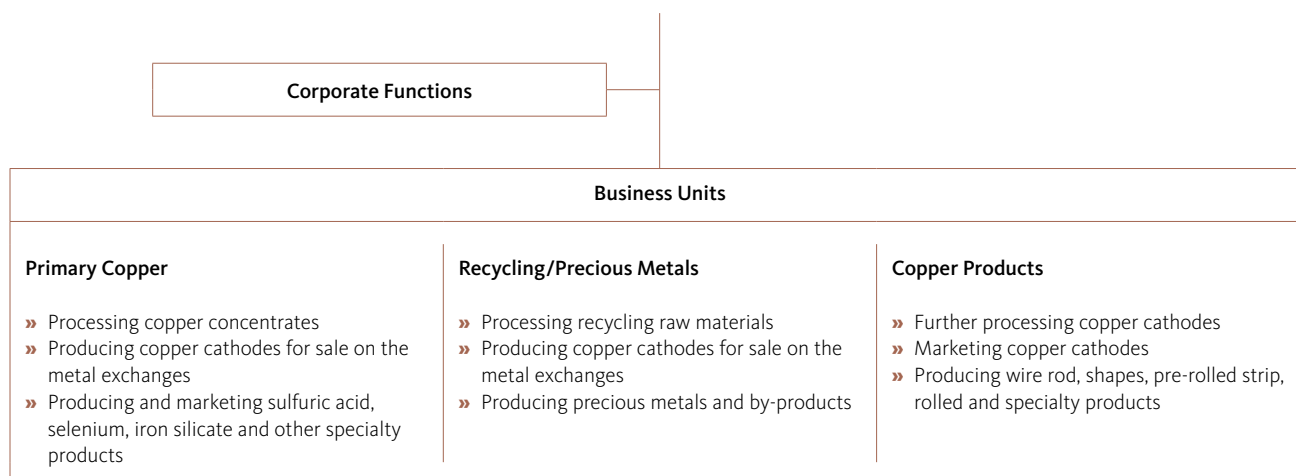 Corporate Functions
Business Units
Primary Copper
» Processing copper concentrates
» Producing copper cathodes for sale on the
metal exchanges
» Producing and marketing sulfuric acid,
selenium, iron silicate and other specialty
products
Recycling/Precious Metals
» Processing recycling raw materials
» Producing copper cathodes for sale on the
metal exchanges
» Producing precious metals and by-products
Copper Products
» Further processing copper cathodes
» Marketing copper cathodes
» Producing wire rod, shapes, pre-rolled strip,
rolled and specialty products